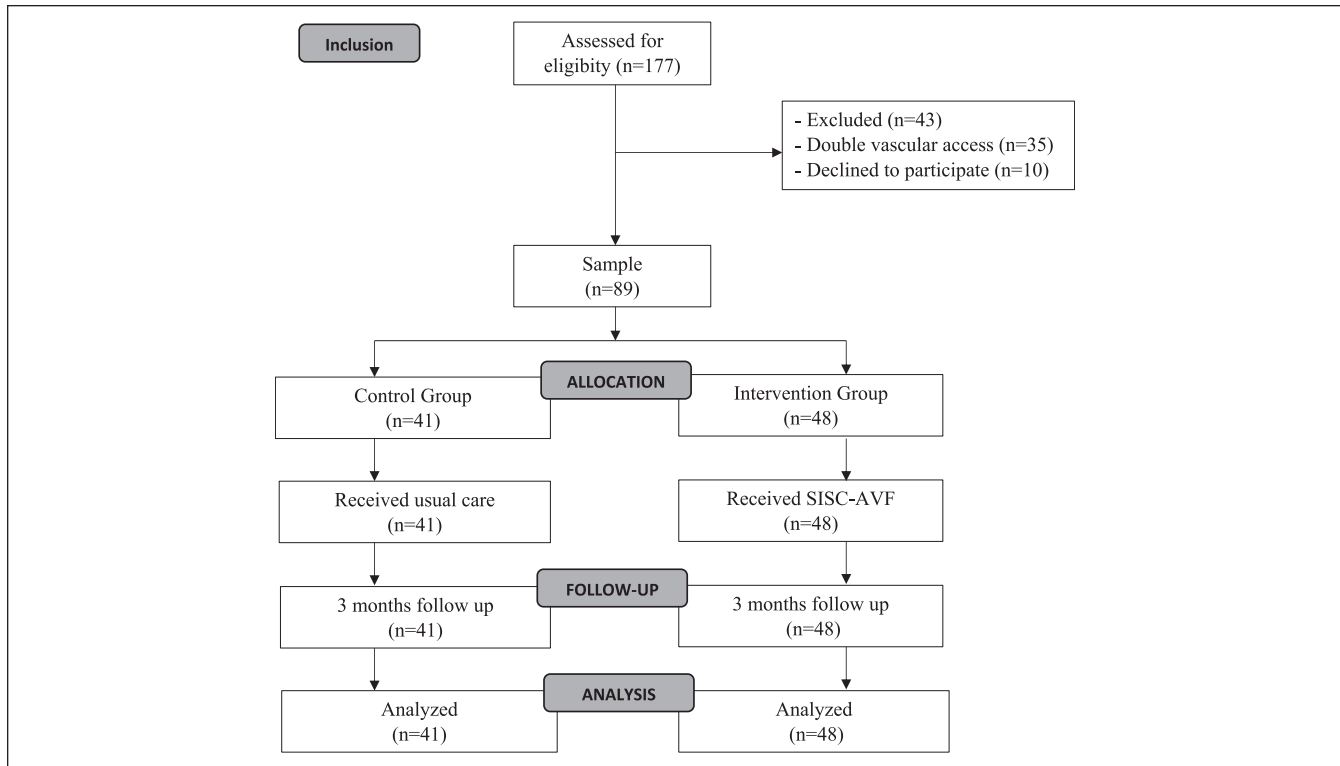 Inclusion
Assessed for
eligibity (n=177)
- Excluded (n=43)
- Double vascular access (n=35)
- Declined to participate (n=10)
Sample
(n=89)
ALLOCATION
Control Group
(n=41)
Intervention Group
(n=48)
Received usual care
(n=41)
Received SISC-AVF
(n=48)
FOLLOW-UP
3 months follow up
(n=41)
3 months follow up
(n=48)
ANALYSIS
Analyzed
(n=41)
Analyzed
(n=48)